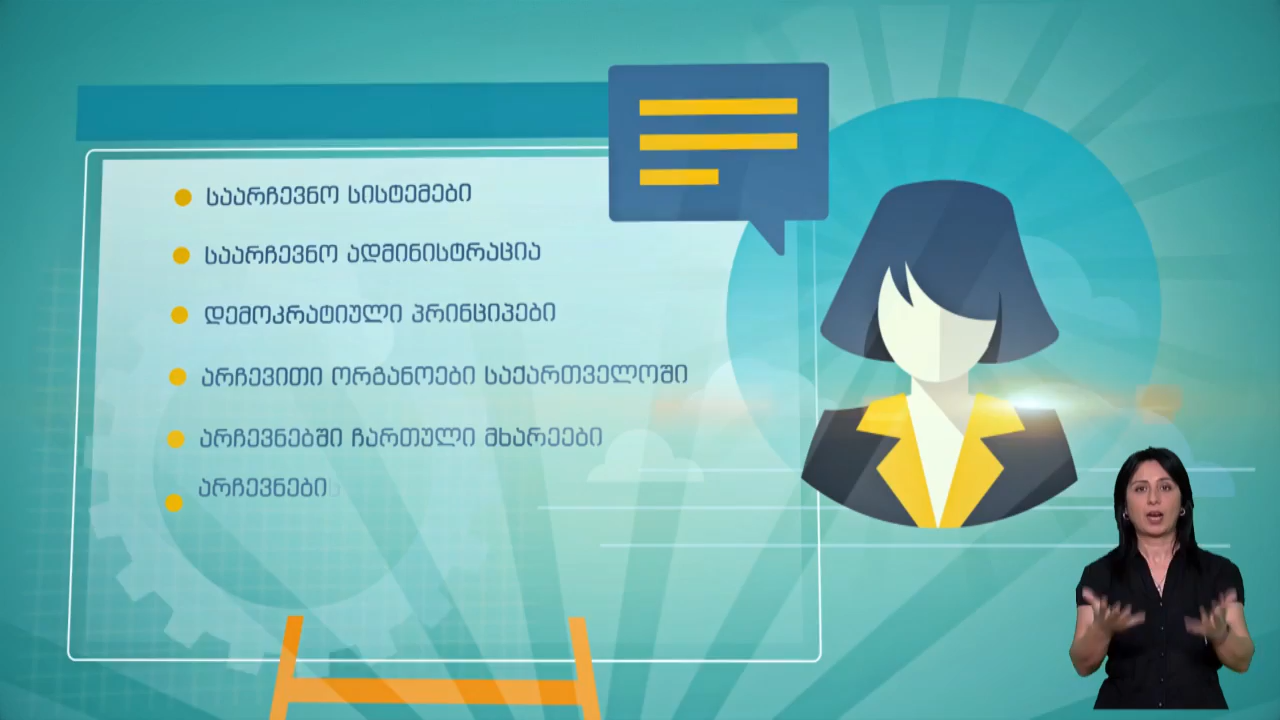 საარჩევნო სისტემები
საარჩევნო ადმინისტრაცია
დემოკრატიული პრინციპები
არჩევითი ორგანოები საქართველოში
არჩევნებში ჩართული მხარეები
არჩევნები